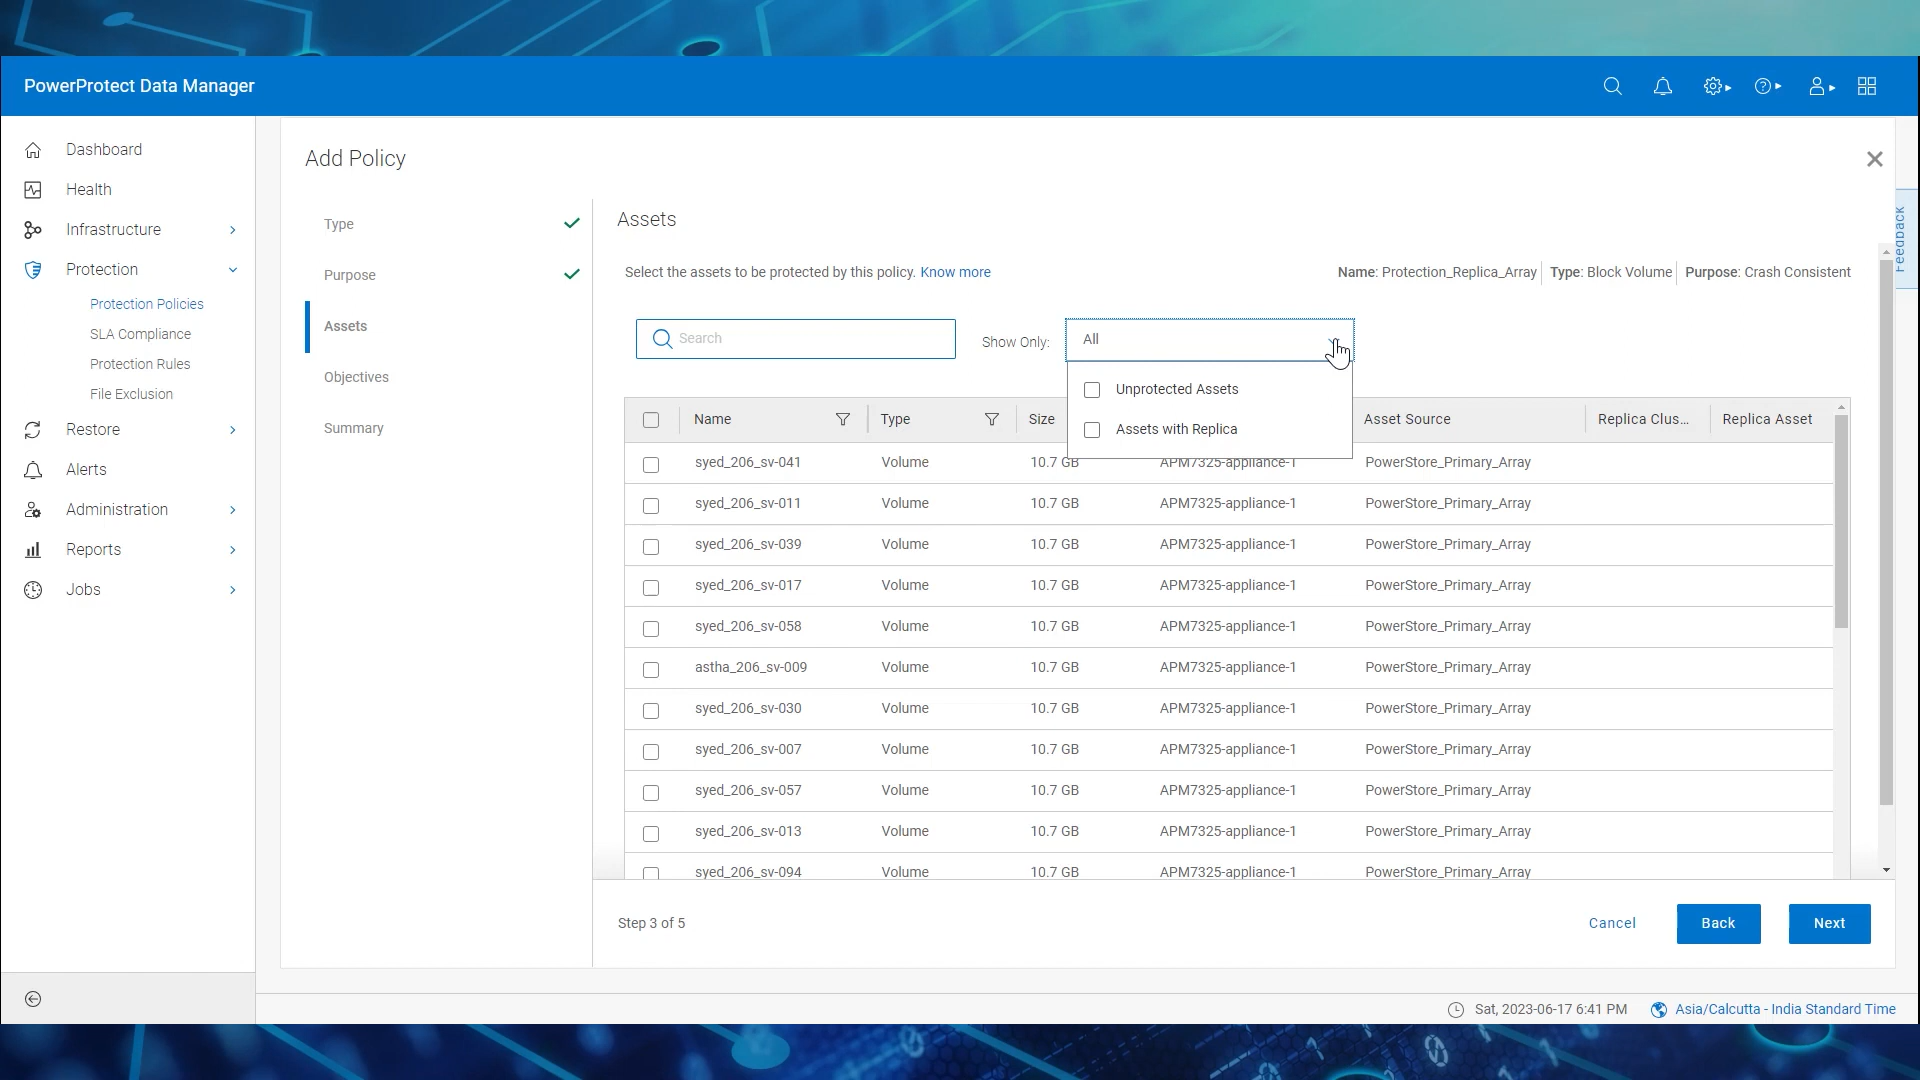 PowerProtect Data Manager
Dashboard
Health
Infrastructure
Protection
Protection Policies
SLA Compliance
Protection Rules
File Exclusion
Restore
Alerts
Administration
Reports
Jobs
Add Policy
Type
Purpose
Assets
Objectives
Summary
Assets
Select the assets to be protected by this policy. Know more
Name: Protection_Replica_Array Type: Block Volume Purpose: Crash Consistent
Feedback
Search
Show Only: All
Unprotected Assets
Assets with Replica
Name Type Size Asset Source Replica Clus... Replica Asset
syed_206_sv-041 Volume 10.7 GB APM7325-appliance-1 PowerStore_Primary_Array
syed_206_sv-011 Volume 10.7 GB APM7325-appliance-1 PowerStore_Primary_Array
syed_206_sv-039 Volume 10.7 GB APM7325-appliance-1 PowerStore_Primary_Array
syed_206_sv-017 Volume 10.7 GB APM7325-appliance-1 PowerStore_Primary_Array
syed_206_sv-058 Volume 10.7 GB APM7325-appliance-1 PowerStore_Primary_Array
astha_206_sv-009 Volume 10.7 GB APM7325-appliance-1 PowerStore_Primary_Array
syed_206_sv-030 Volume 10.7 GB APM7325-appliance-1 PowerStore_Primary_Array
syed_206_sv-007 Volume 10.7 GB APM7325-appliance-1 PowerStore_Primary_Array
syed_206_sv-057 Volume 10.7 GB APM7325-appliance-1 PowerStore_Primary_Array
syed_206_sv-013 Volume 10.7 GB APM7325-appliance-1 PowerStore_Primary_Array
syed_206_sv-094 Volume 10.7 GB APM7325-appliance-1 PowerStore_Primary_Array
Step 3 of 5
Cancel
Back
Next
Sat, 2023-06-17 6:41 PM
Asia/Calcutta - India Standard Time